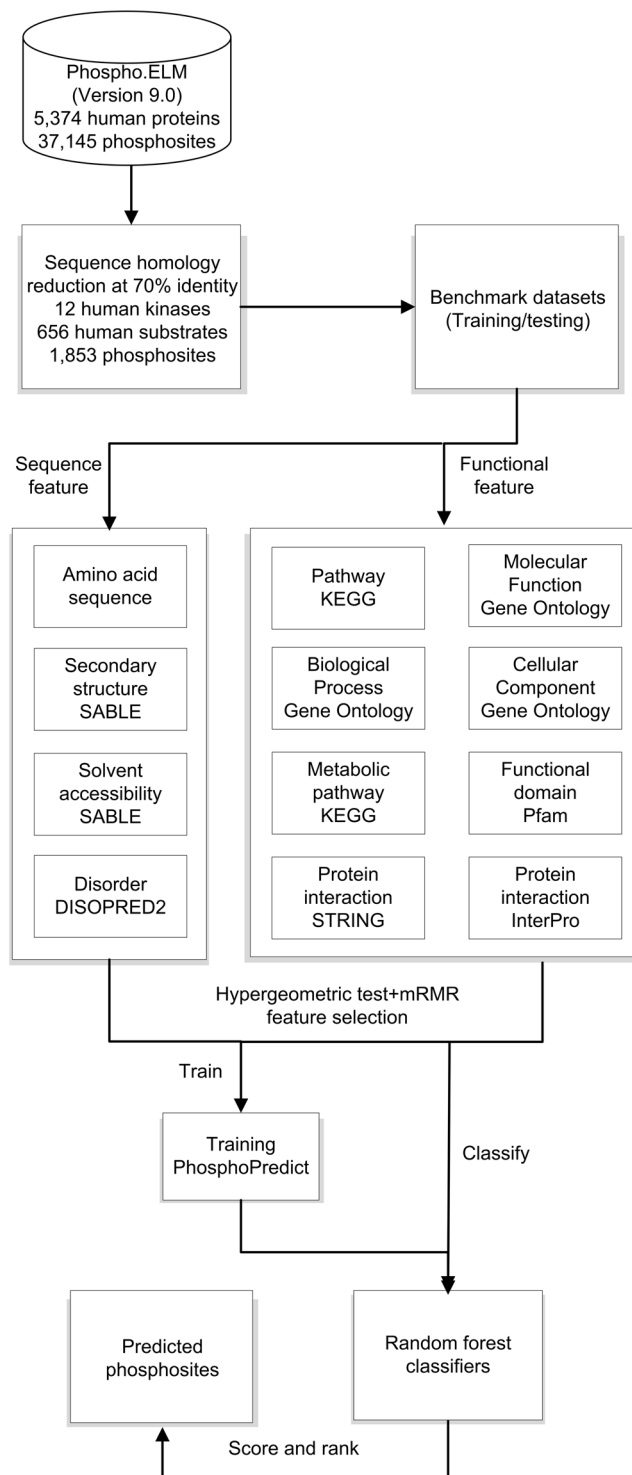 Phospho.ELM
(Version 9.0)
5,374 human proteins
37,145 phosphosites
Sequence homology
reduction at 70% identity
12 human kinases
656 human substrates
1,853 phosphosites
Benchmark datasets
(Training/testing)
Sequence
feature
Functional
feature
Amino acid
sequence
Secondary
structure
SABLE
Solvent
accessibility
SABLE
Disorder
DISOPRED2
Pathway
KEGG
Molecular
Function
Gene Ontology
Biological
Process
Gene Ontology
Cellular
Component
Gene Ontology
Metabolic
pathway
KEGG
Functional
domain
Pfam
Protein
interaction
STRING
Protein
interaction
InterPro
Hypergeometric test+mRMR
feature selection
Train
Training
PhosphoPredict
Classify
Predicted
phosphosites
Random forest
classifiers
Score and rank